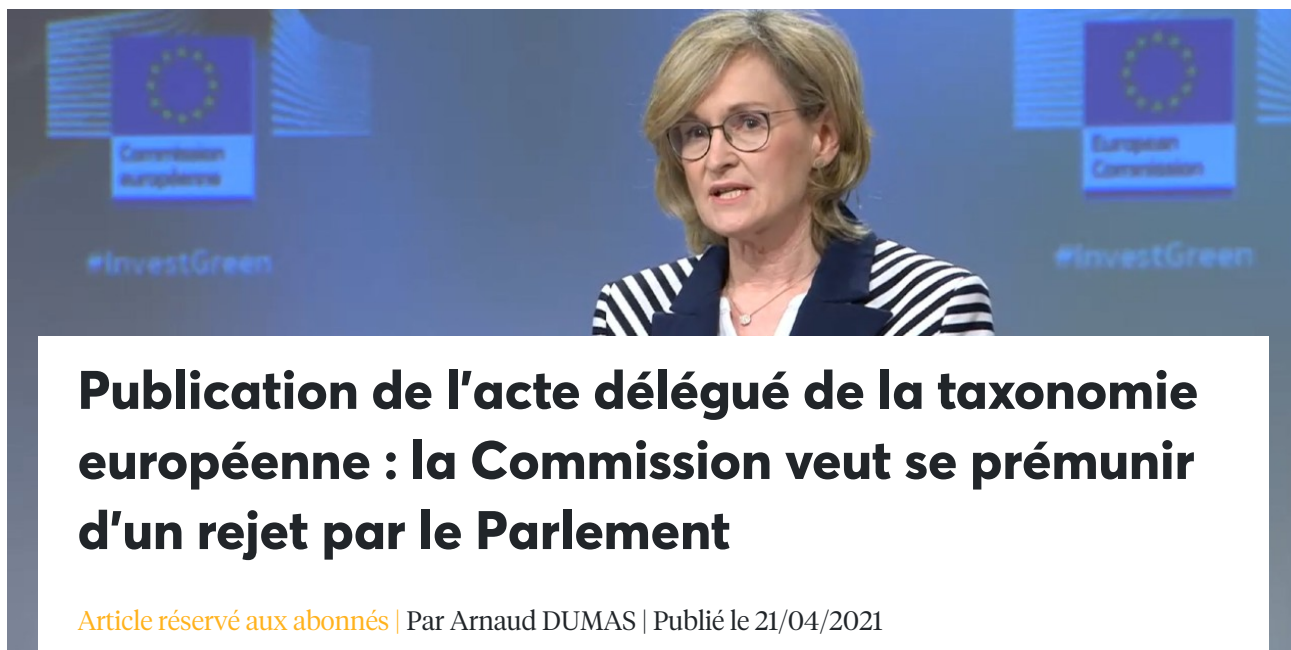 Commission
européenne
#InvestGreen
European
Commission
#InvestGreen
Publication de l’acte délégué de la taxonomie
européenne : la Commission veut se prémunir
d’un rejet par le Parlement
Article réservé aux abonnés | Par Arnaud DUMAS | Publié le 21/04/2021